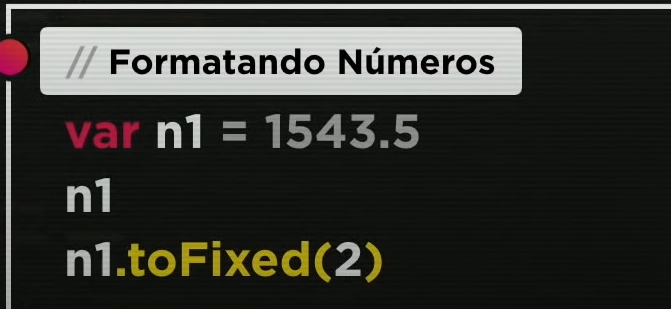 // Formatando Números
var n1 = 1543.5
n1
n1.toFixed(2)